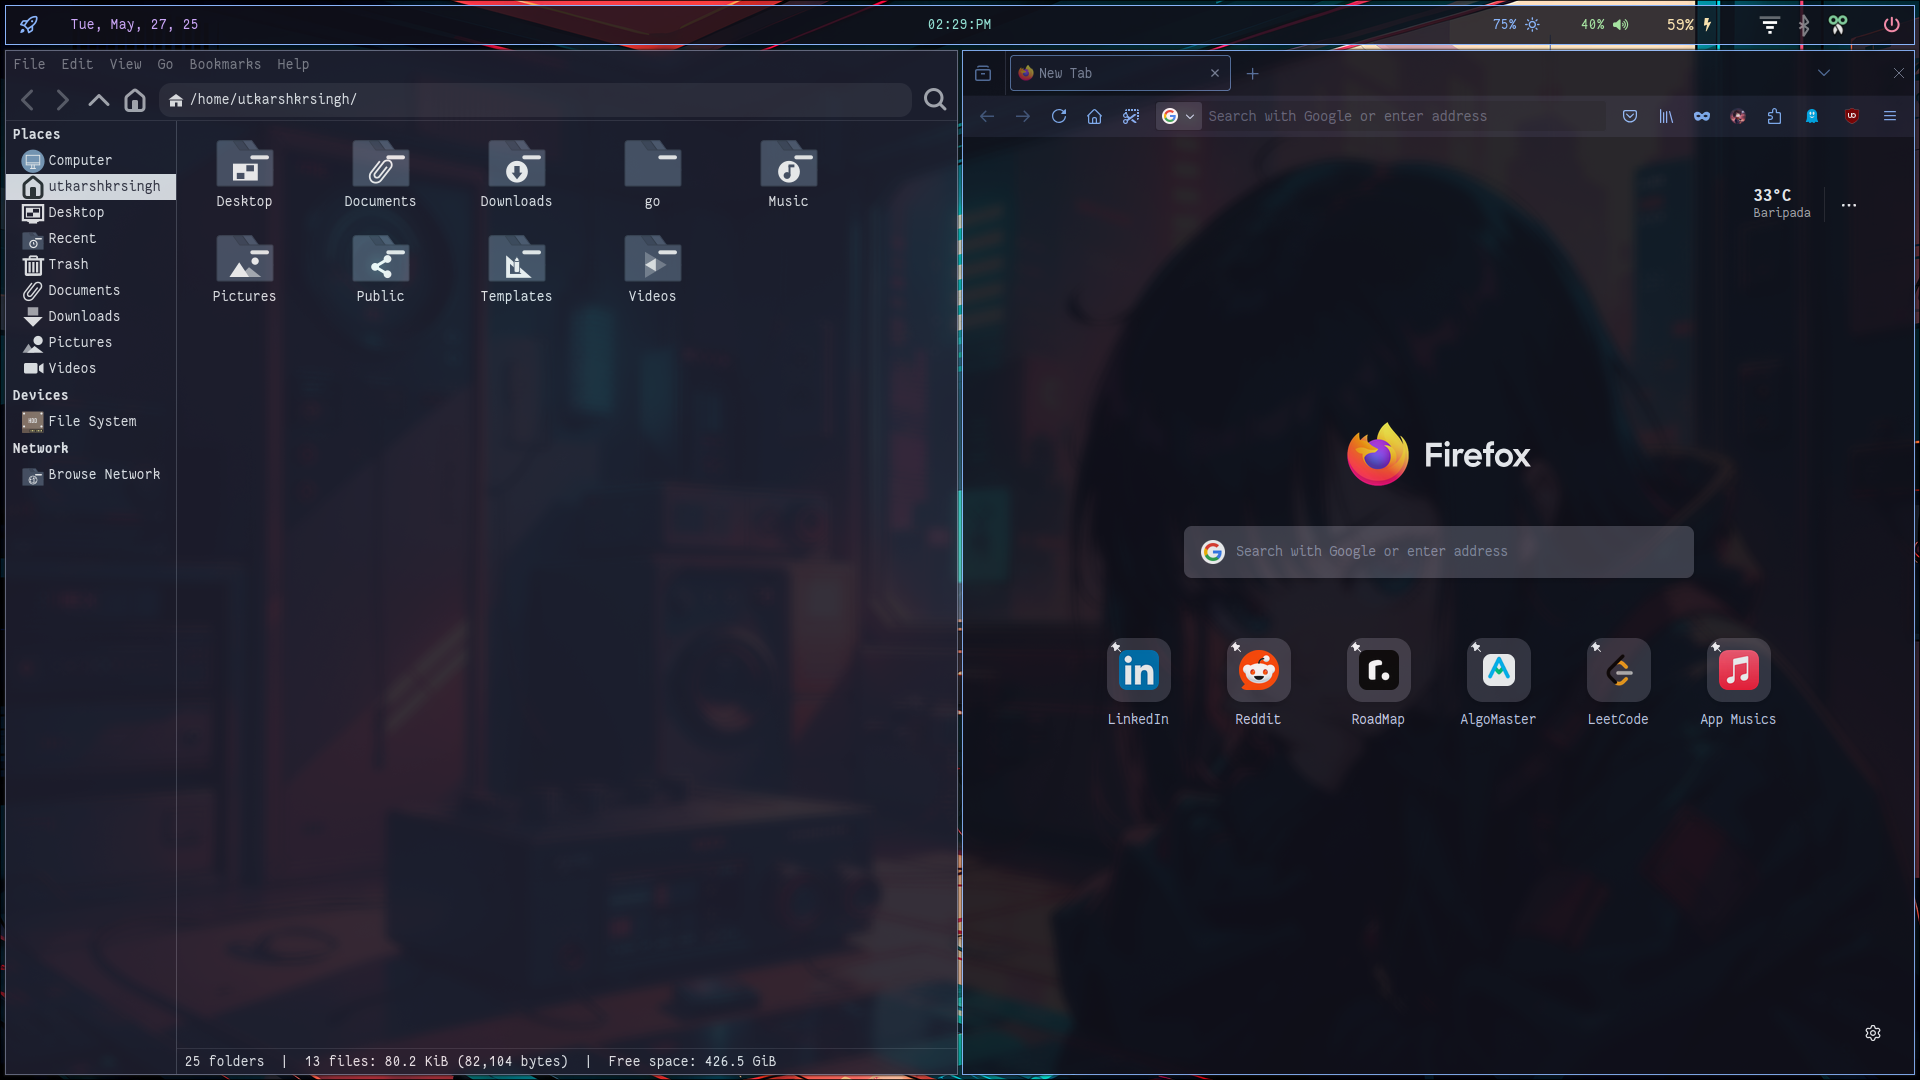 Tue, May, 27, 25
02:29:PM
75%
40%
59%
File Edit View Go Bookmarks Help
/home/utkarshkrsingh/
Places
Computer
utkarshkrsingh
Desktop
Recent
Trash
Documents
Downloads
Pictures
Videos
Devices
File System
Network
Browse Network
Desktop Documents Downloads go Music
Pictures Public Templates Videos
25 folders | 13 files: 80.2 KiB (82,104 bytes) | Free space: 426.5 GiB
New Tab
Search with Google or enter address
33°C
Baripada
Firefox
Search with Google or enter address
in
r.
LinkedIn Reddit RoadMap AlgoMaster LeetCode App Musics